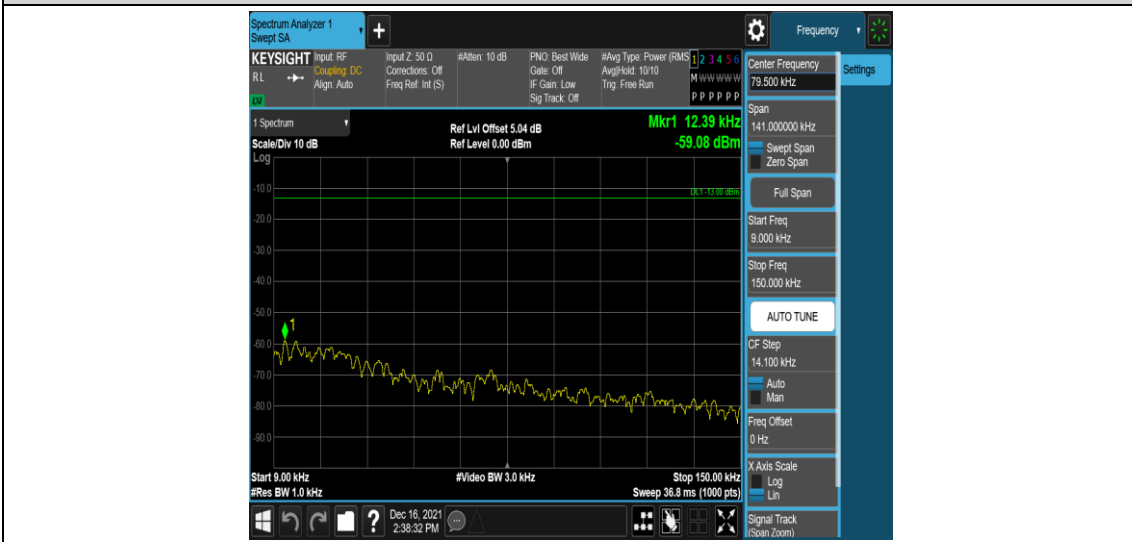 Spectrum Analyzer 1
Swept SA
+
Frequency
KEYSIGHT
RL
LXI
Input: RF
Coupling: DC
Align: Auto
Input Z: 50 Ω
Corrections: Off
Freq Ref: Int (S)
#Atten: 10 dB
PNO: Best Wide
Gate: Off
IF Gain: Low
Sig Track: Off
#Avg Type: Power (RMS
Avg|Hold: 10/10
Trig: Free Run
1 2 3 4 5 6
M W W W W W
P P P P P P
1 Spectrum
Scale/Div 10 dB
Log
Ref Lvl Offset 5.04 dB
Ref Level 0.00 dBm
Mkr1 12.39 kHz
-59.08 dBm
DL1 -13.00 dBm
-10.0
-20.0
-30.0
-40.0
-50.0
1
-60.0
-70.0
-80.0
-90.0
Start 9.00 kHz
#Video BW 3.0 kHz
Stop 150.00 kHz
#Res BW 1.0 kHz
Sweep 36.8 ms (1000 pts)
?
Dec 16, 2021
2:38:32 PM
Center Frequency
79.500 kHz
Settings
Span
141.000000 kHz
Swept Span
Zero Span
Full Span
Start Freq
9.000 kHz
Stop Freq
150.000 kHz
AUTO TUNE
CF Step
14.100 kHz
Auto
Man
Freq Offset
0 Hz
X Axis Scale
Log
Lin
Signal Track
(Span Zoom)